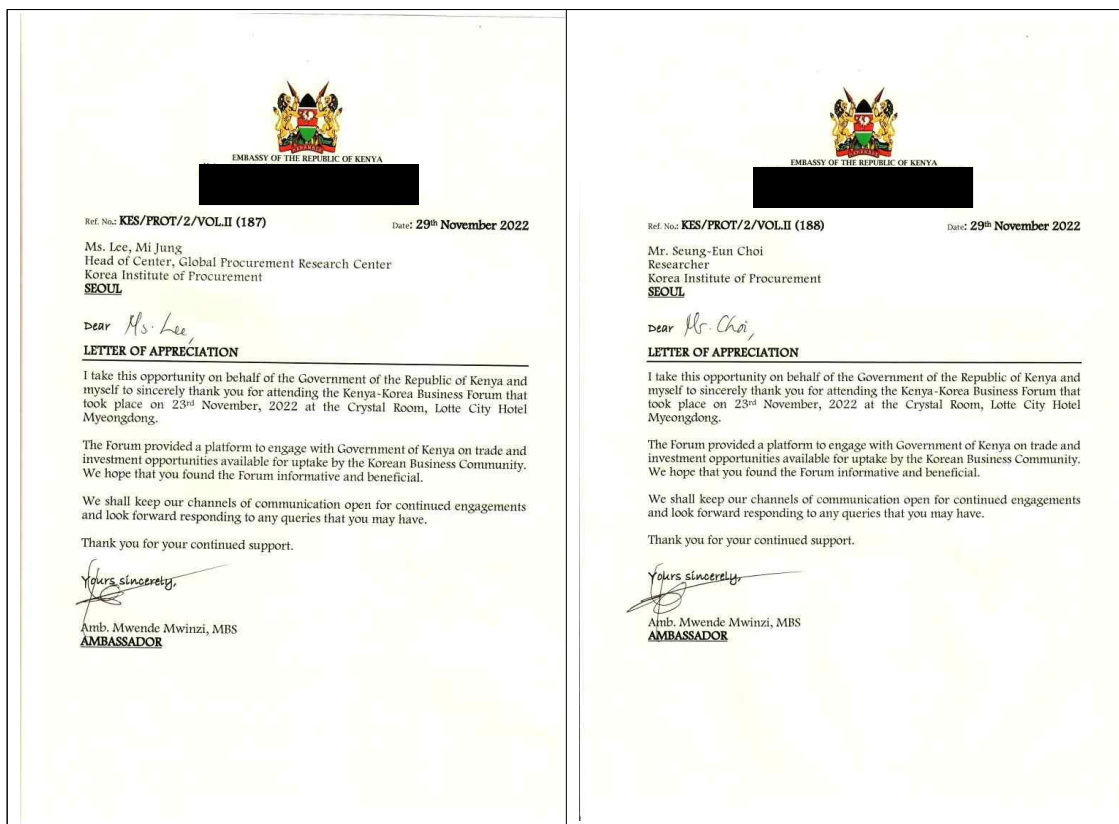 EMBASSY OF THE REPUBLIC OF KENYA
Ref. No.: KES/PROT/2/VOL.II (187) Date: 29th November 2022
Ms. Lee, Mi Jung
Head of Center, Global Procurement Research Center
Korea Institute of Procurement
SEOUL
Dear Ms. Lee,
LETTER OF APPRECIATION
I take this opportunity on behalf of the Government of the Republic of Kenya and
myself to sincerely thank you for attending the Kenya-Korea Business Forum that
took place on 23rd November, 2022 at the Crystal Room, Lotte City Hotel
Myeongdong.
The Forum provided a platform to engage with Government of Kenya on trade and
investment opportunities available for uptake by the Korean Business Community.
We hope that you found the Forum informative and beneficial.
We shall keep our channels of communication open for continued engagements
and look forward responding to any queries that you may have.
Thank you for your continued support.
Yours sincerely,
Amb. Mwende Mwinzi, MBS
AMBASSADOR
EMBASSY OF THE REPUBLIC OF KENYA
Ref. No.: KES/PROT/2/VOL.II (188) Date: 29th November 2022
Mr. Seung-Eun Choi
Researcher
Korea Institute of Procurement
SEOUL
Dear Mr. Choi,
LETTER OF APPRECIATION
I take this opportunity on behalf of the Government of the Republic of Kenya and
myself to sincerely thank you for attending the Kenya-Korea Business Forum that
took place on 23rd November, 2022 at the Crystal Room, Lotte City Hotel
Myeongdong.
The Forum provided a platform to engage with Government of Kenya on trade and
investment opportunities available for uptake by the Korean Business Community.
We hope that you found the Forum informative and beneficial.
We shall keep our channels of communication open for continued engagements
and look forward responding to any queries that you may have.
Thank you for your continued support.
Yours sincerely,
Amb. Mwende Mwinzi, MBS
AMBASSADOR